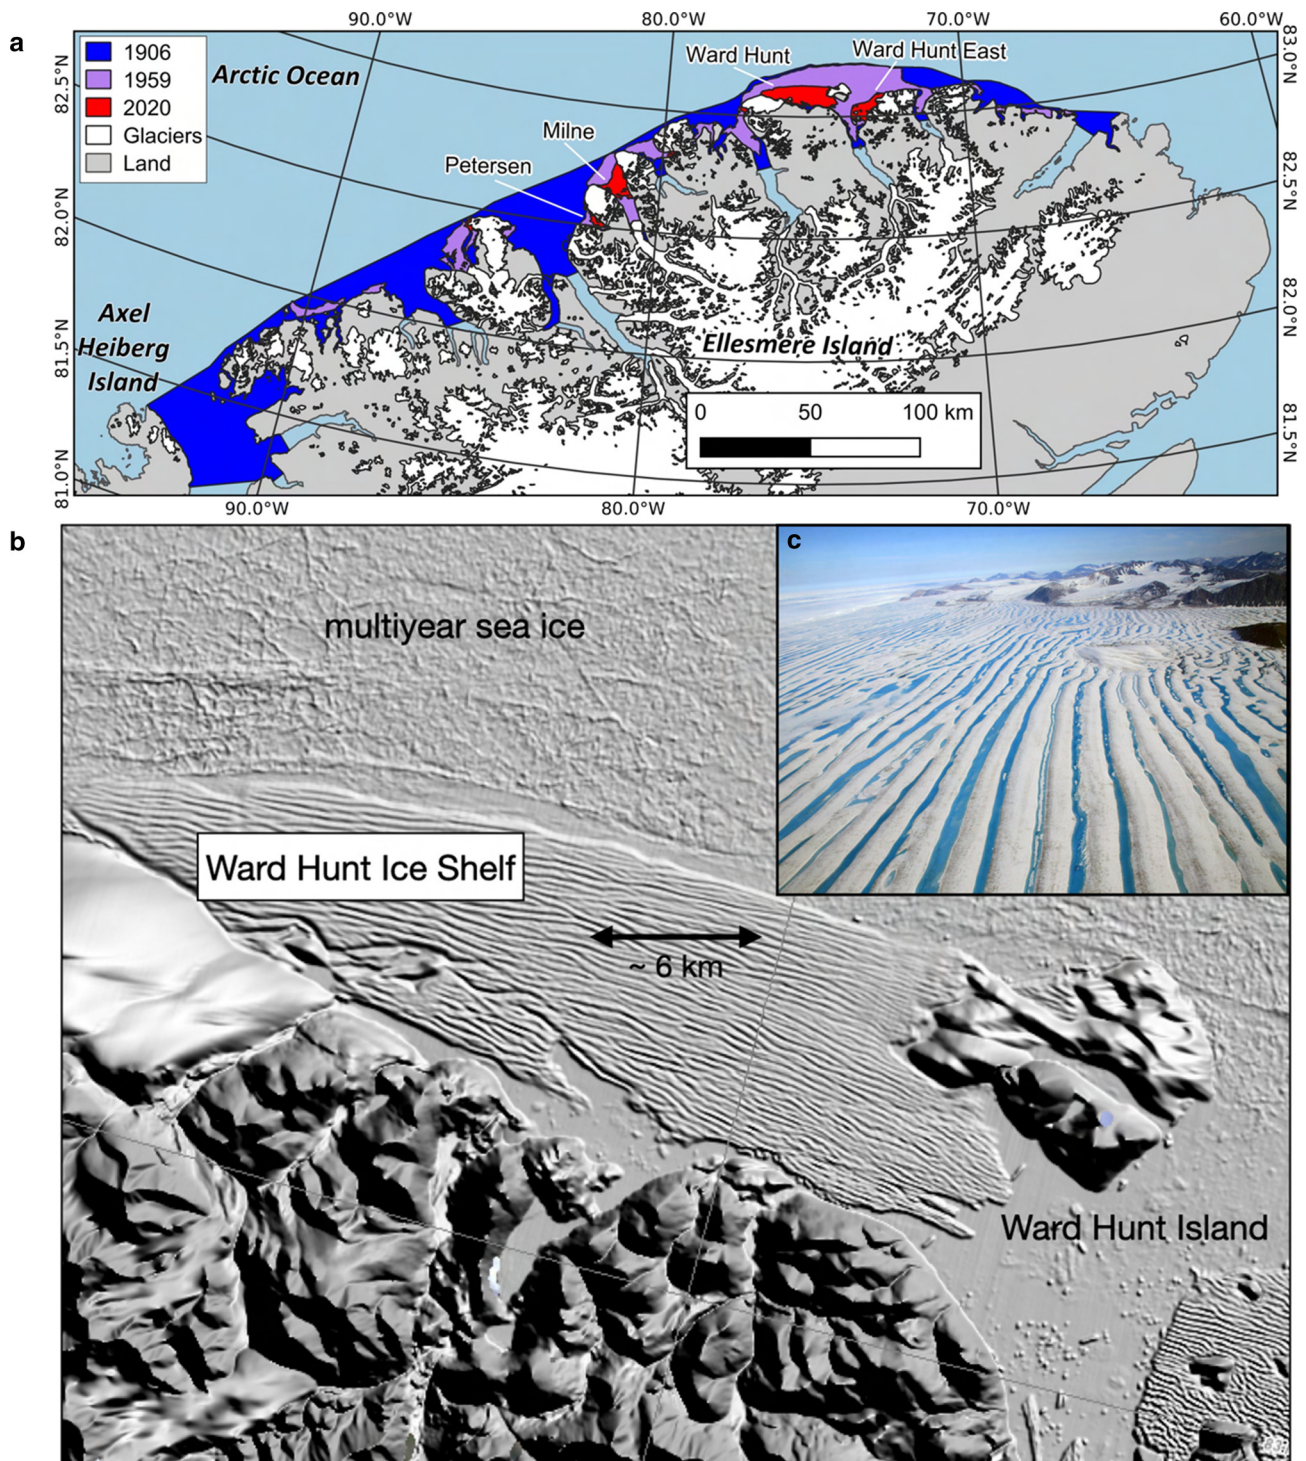 90.0°W 80.0°W 70.0°W 60.0°W
a
1906
1959
2020
Glaciers
Land
Arctic Ocean
Ward Hunt
Ward Hunt East
Milne
Petersen
Axel
Heiberg
Island
Ellesmere Island
0 50 100 km
82.5°N
82.0°N
81.5°N
81.0°N
83.0°N
82.5°N
82.0°N
81.5°N
90.0°W 80.0°W 70.0°W
b
c
multiyear sea ice
Ward Hunt Ice Shelf
~ 6 km
Ward Hunt Island